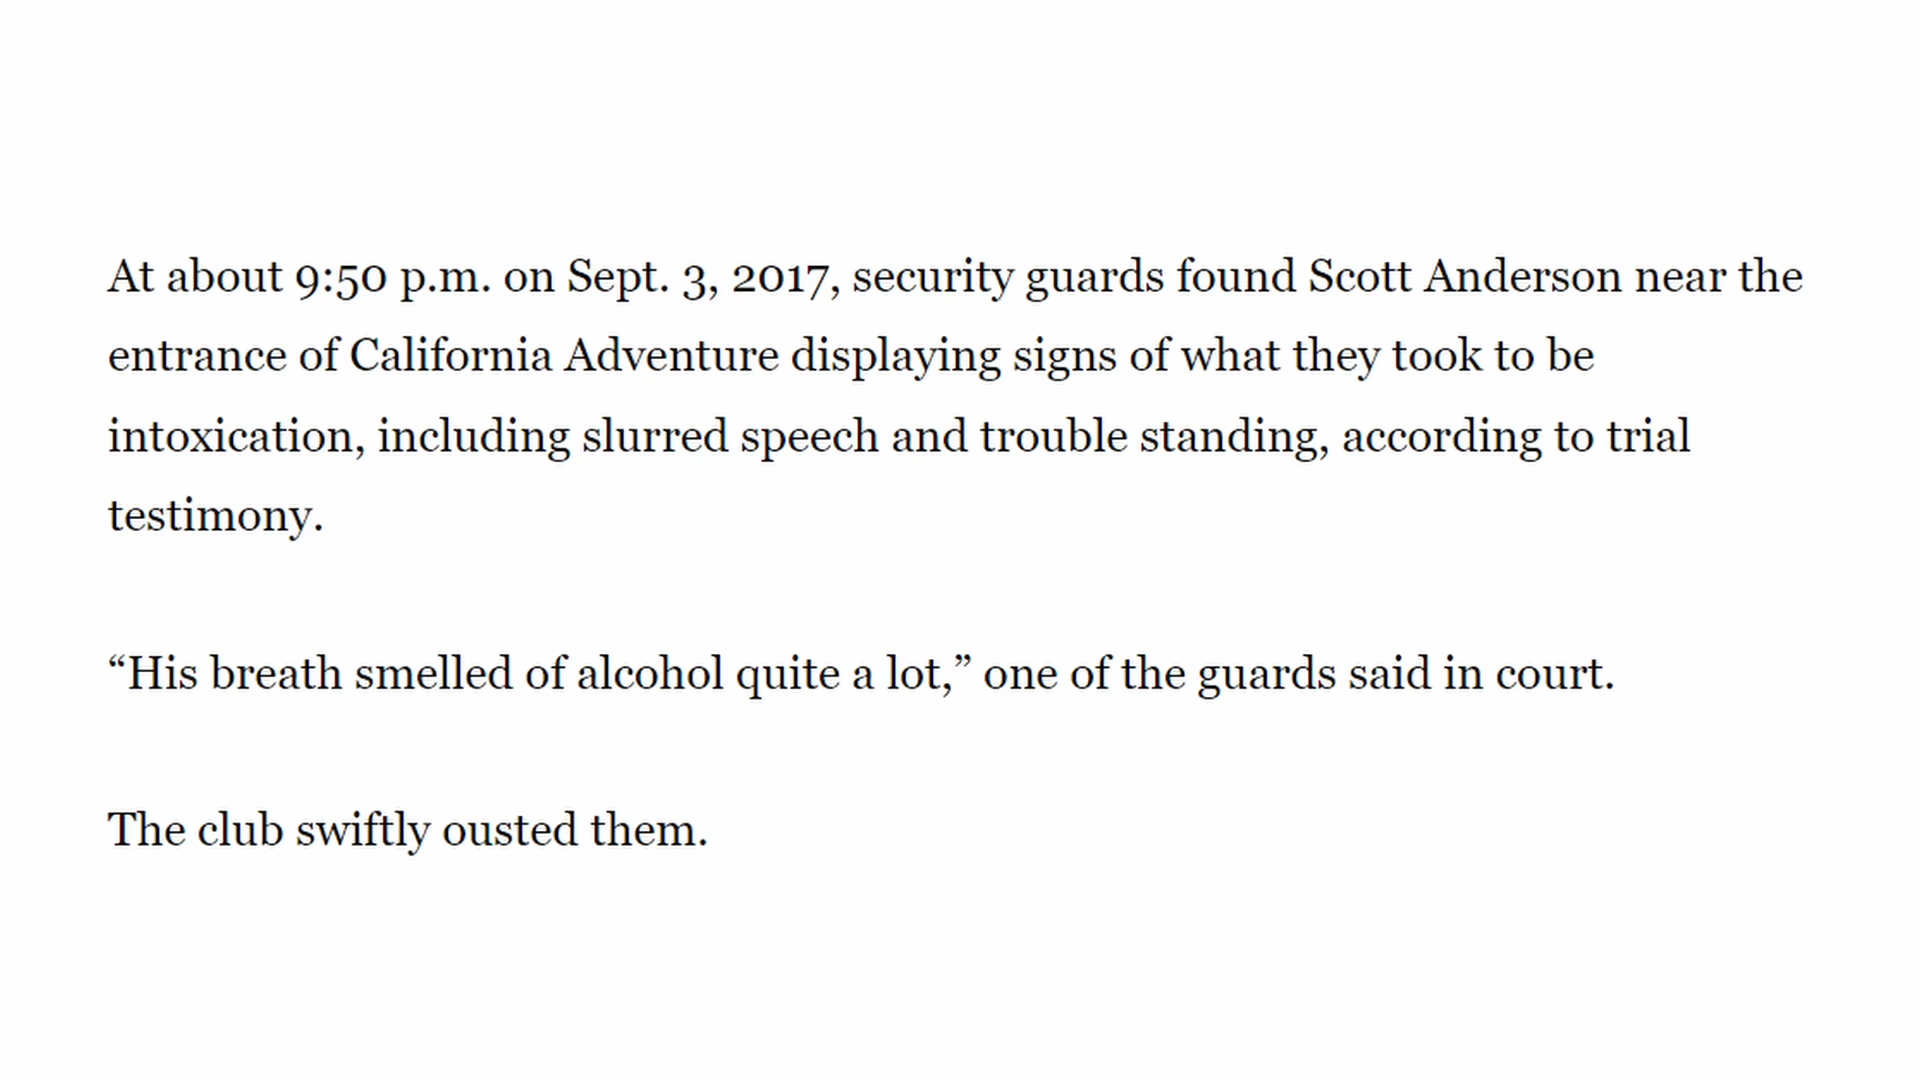 At about 9:50 p.m. on Sept. 3, 2017, security guards found Scott Anderson near the
entrance of California Adventure displaying signs of what they took to be
intoxication, including slurred speech and trouble standing, according to trial
testimony.
“His breath smelled of alcohol quite a lot,” one of the guards said in court.
The club swiftly ousted them.